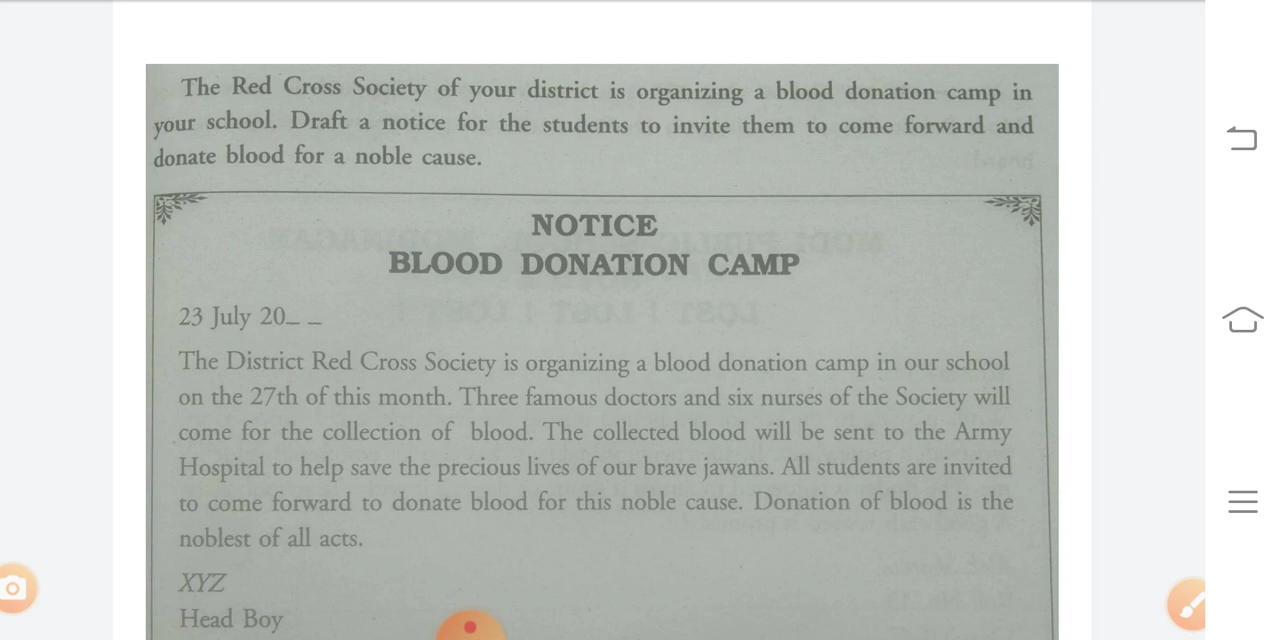 The Red Cross Society of your district is organizing a blood donation camp in
your school. Draft a notice for the students to invite them to come forward and
donate blood for a noble cause.
NOTICE
BLOOD DONATION CAMP
23 July 20_ _
The District Red Cross Society is organizing a blood donation camp in our school
on the 27th of this month. Three famous doctors and six nurses of the Society will
come for the collection of blood. The collected blood will be sent to the Army
Hospital to help save the precious lives of our brave jawans. All students are invited
to come forward to donate blood for this noble cause. Donation of blood is the
noblest of all acts.
XYZ
Head Boy